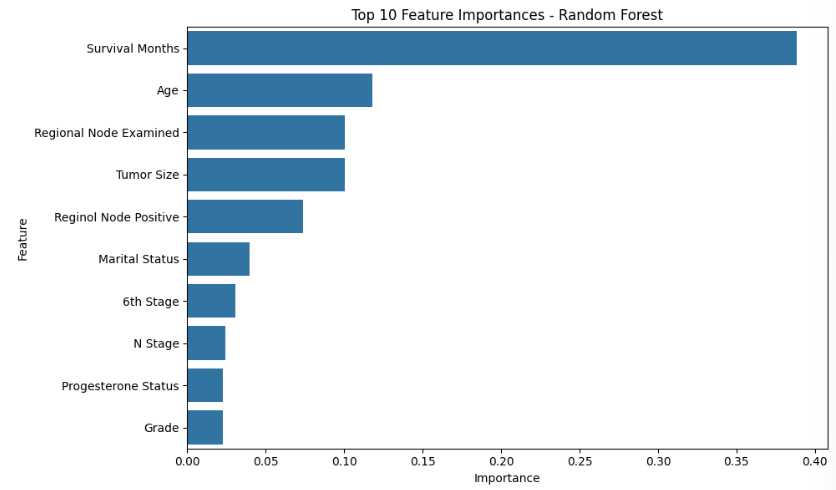 Top 10 Feature Importances - Random Forest
Survival Months
Age
Regional Node Examined
Tumor Size
Reginol Node Positive
Marital Status
6th Stage
N Stage
Progesterone Status
Grade
Feature
0.00 0.05 0.10 0.15 0.20 0.25 0.30 0.35 0.40
Importance